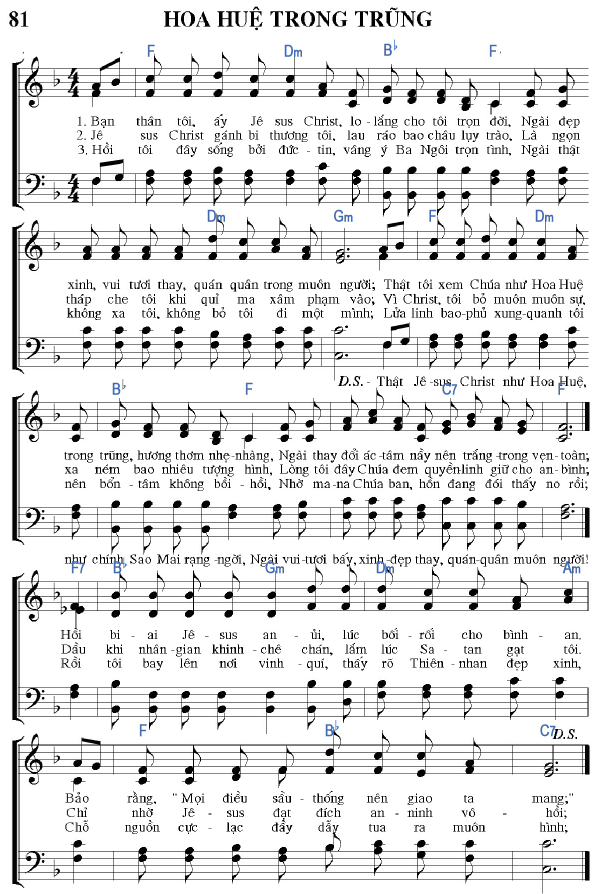 81 HOA HUỆ TRONG TRŨNG
F Dm B♭ F
1. Bạn thân tôi, ấy Jê sus Christ, lo-lắng cho tôi trọn đời, Ngài đẹp
2. Jê sus Christ gánh bi thương tôi, lau ráo bao châu lụy trào, Là ngọn
3. Hồi tôi đây sống bởi đức-tin, vâng ý Ba Ngôi trọn tình, Ngài thật
Dm Gm F Dm
xinh, vui tươi thay, quán quân trong muôn người; Thật tôi xem Chúa như Hoa Huệ
tháp che tôi khi quỉ ma xâm phạm vào; Vì Christ, tôi bỏ muôn muôn sự,
không xa tôi, không bỏ tôi đi một mình; Lửa linh bao-phủ xung-quanh tôi
D.S. - Thật Jê-sus Christ như Hoa Huệ,
B♭ F C7 F
trong trũng, hương thơm nhẹ-nhàng, Ngài thay đổi ác-tâm nầy nên trắng-trong vẹn-toàn;
xa ném bao nhiêu tượng hình, Lòng tôi đây Chúa đem quyền-linh giữ cho an-bình;
nên bổn-tâm không bồi-hồi, Nhờ ma-na Chúa ban, hồn đang đói thấy no rồi;
như chính Sao Mai rạng-ngời, Ngài vui-tươi bấy, xinh-đẹp thay, quán-quân muôn người!
F7 B♭ Gm Dm Am
Hồi bi-ai Jê-sus an-ủi, lúc bối-rối cho bình-an,
Dầu khi nhân-gian khinh-chê chán, lắm lúc Sa-tan gạt tôi.
Rồi tôi bay lên nơi vinh-quí, thấy rõ Thiên-nhan đẹp xinh,
F B♭ C7 D.S.
Bảo rằng, "Mọi điều sầu-thống nên giao ta mang;"
Chỉ nhờ Jê-sus đạt đích an-ninh vô-hồi;
Chỗ nguồn cực-lạc đầy dẫy tua ra muôn hình;